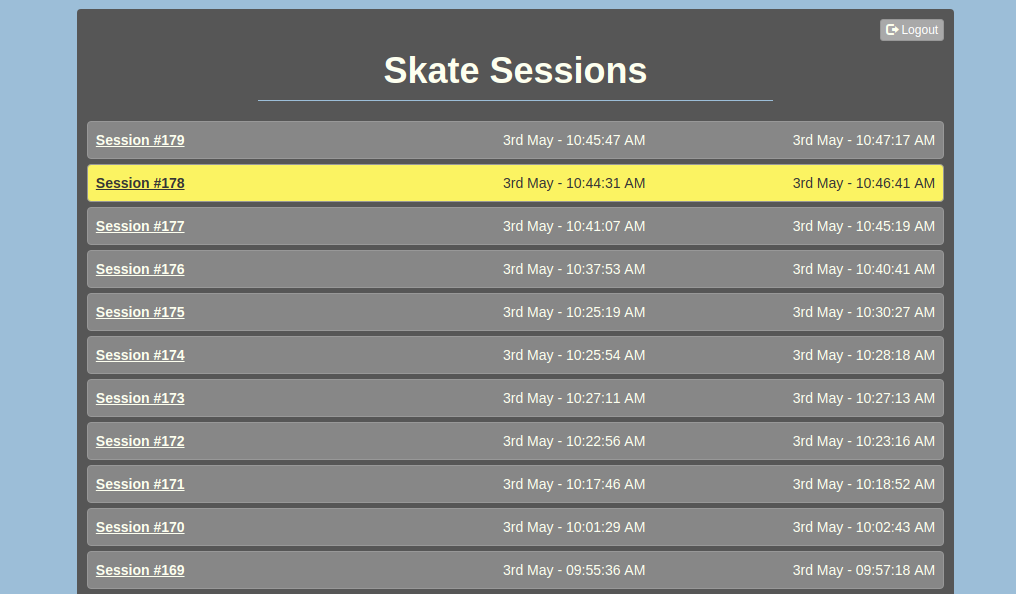 Logout
Skate Sessions
Session #179 3rd May - 10:45:47 AM 3rd May - 10:47:17 AM
Session #178 3rd May - 10:44:31 AM 3rd May - 10:46:41 AM
Session #177 3rd May - 10:41:07 AM 3rd May - 10:45:19 AM
Session #176 3rd May - 10:37:53 AM 3rd May - 10:40:41 AM
Session #175 3rd May - 10:25:19 AM 3rd May - 10:30:27 AM
Session #174 3rd May - 10:25:54 AM 3rd May - 10:28:18 AM
Session #173 3rd May - 10:27:11 AM 3rd May - 10:27:13 AM
Session #172 3rd May - 10:22:56 AM 3rd May - 10:23:16 AM
Session #171 3rd May - 10:17:46 AM 3rd May - 10:18:52 AM
Session #170 3rd May - 10:01:29 AM 3rd May - 10:02:43 AM
Session #169 3rd May - 09:55:36 AM 3rd May - 09:57:18 AM